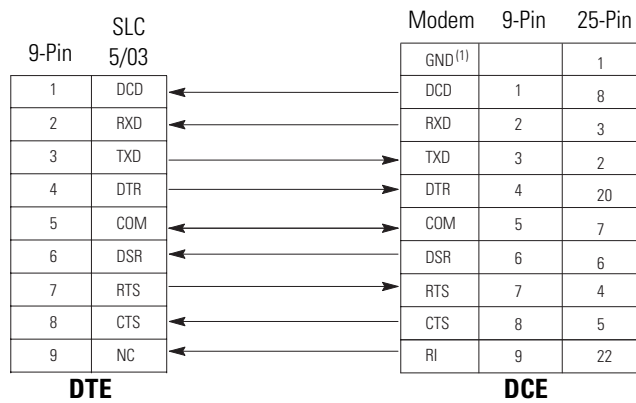 SLC
9-Pin 5/03
1 DCD
2 RXD
3 TXD
4 DTR
5 COM
6 DSR
7 RTS
8 CTS
9 NC
DTE
Modem 9-Pin 25-Pin
GND(1) 1
DCD 1 8
RXD 2 3
TXD 3 2
DTR 4 20
COM 5 7
DSR 6 6
RTS 7 4
CTS 8 5
RI 9 22
DCE